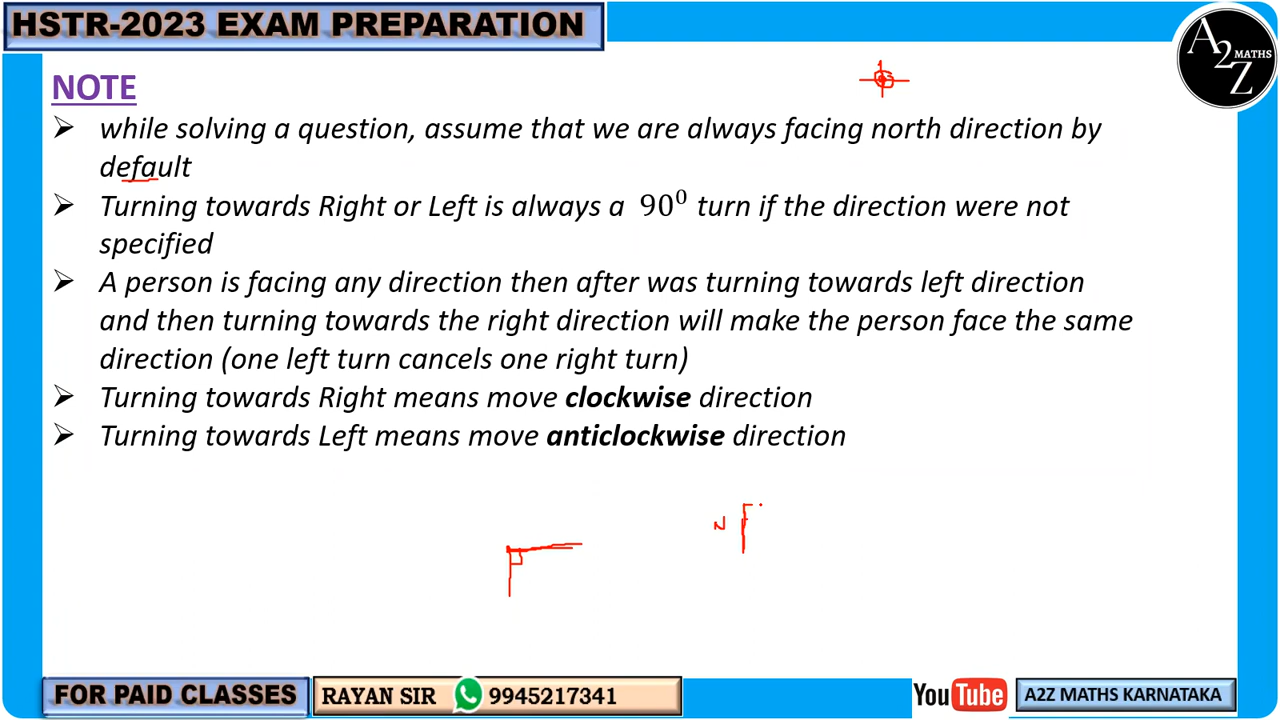 HSTR-2023 EXAM PREPARATION
A2Z MATHS
NOTE
➢ while solving a question, assume that we are always facing north direction by
default
➢ Turning towards Right or Left is always a 90⁰ turn if the direction were not
specified
➢ A person is facing any direction then after was turning towards left direction
and then turning towards the right direction will make the person face the same
direction (one left turn cancels one right turn)
➢ Turning towards Right means move clockwise direction
➢ Turning towards Left means move anticlockwise direction
N
FOR PAID CLASSES
RAYAN SIR 9945217341
YouTube
A2Z MATHS KARNATAKA